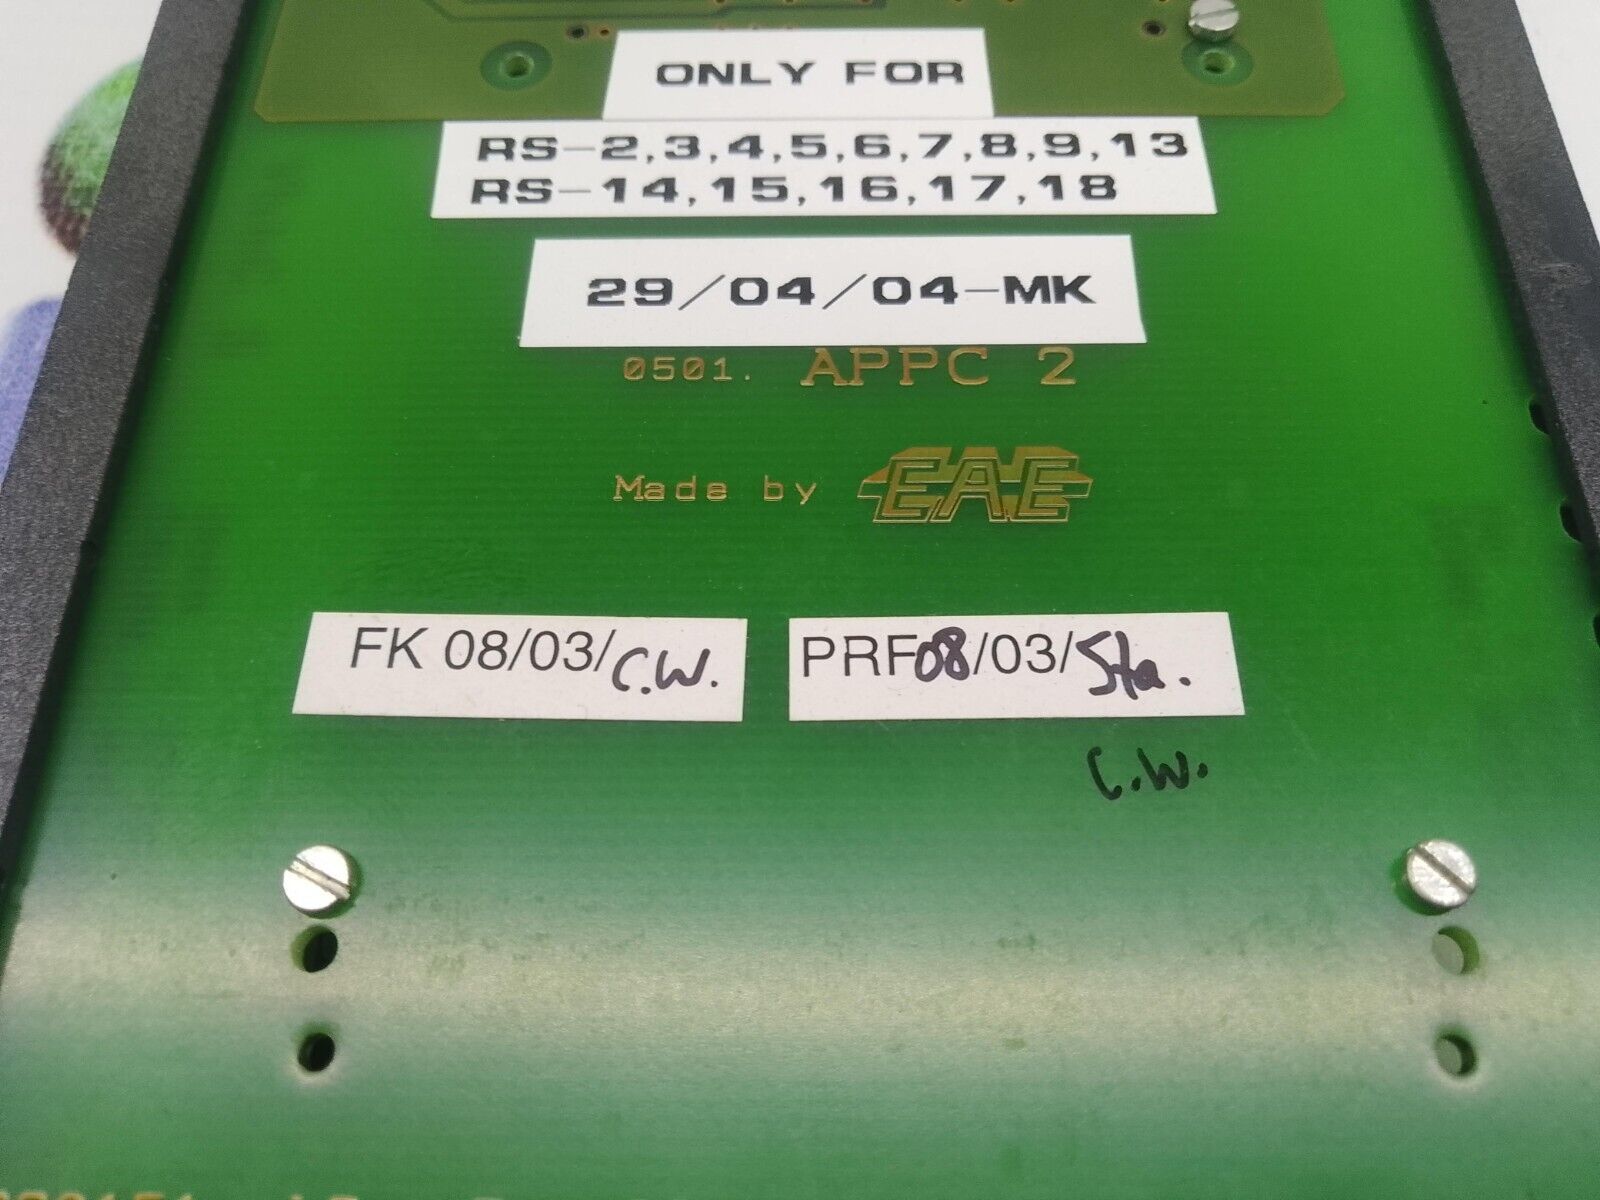 ONLY FOR
RS-2,3,4,5,6,7,8,9,13
RS-14,15,16,17,18
29/04/04-MK
0501. APPC 2
Made by EAE
FK 08/03/C.W.
PRF08/03/Sta.
C.W.